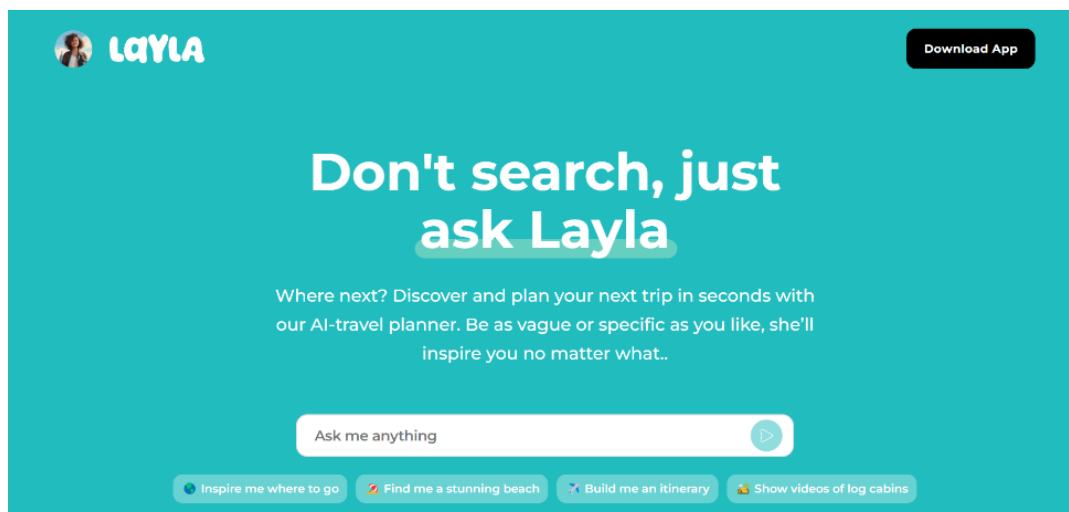 LAYLA
Download App
Don't search, just
ask Layla
Where next? Discover and plan your next trip in seconds with
our AI-travel planner. Be as vague or specific as you like, she’ll
inspire you no matter what..
Ask me anything
🌎 Inspire me where to go
🏖️ Find me a stunning beach
✈️ Build me an itinerary
🏕️ Show videos of log cabins